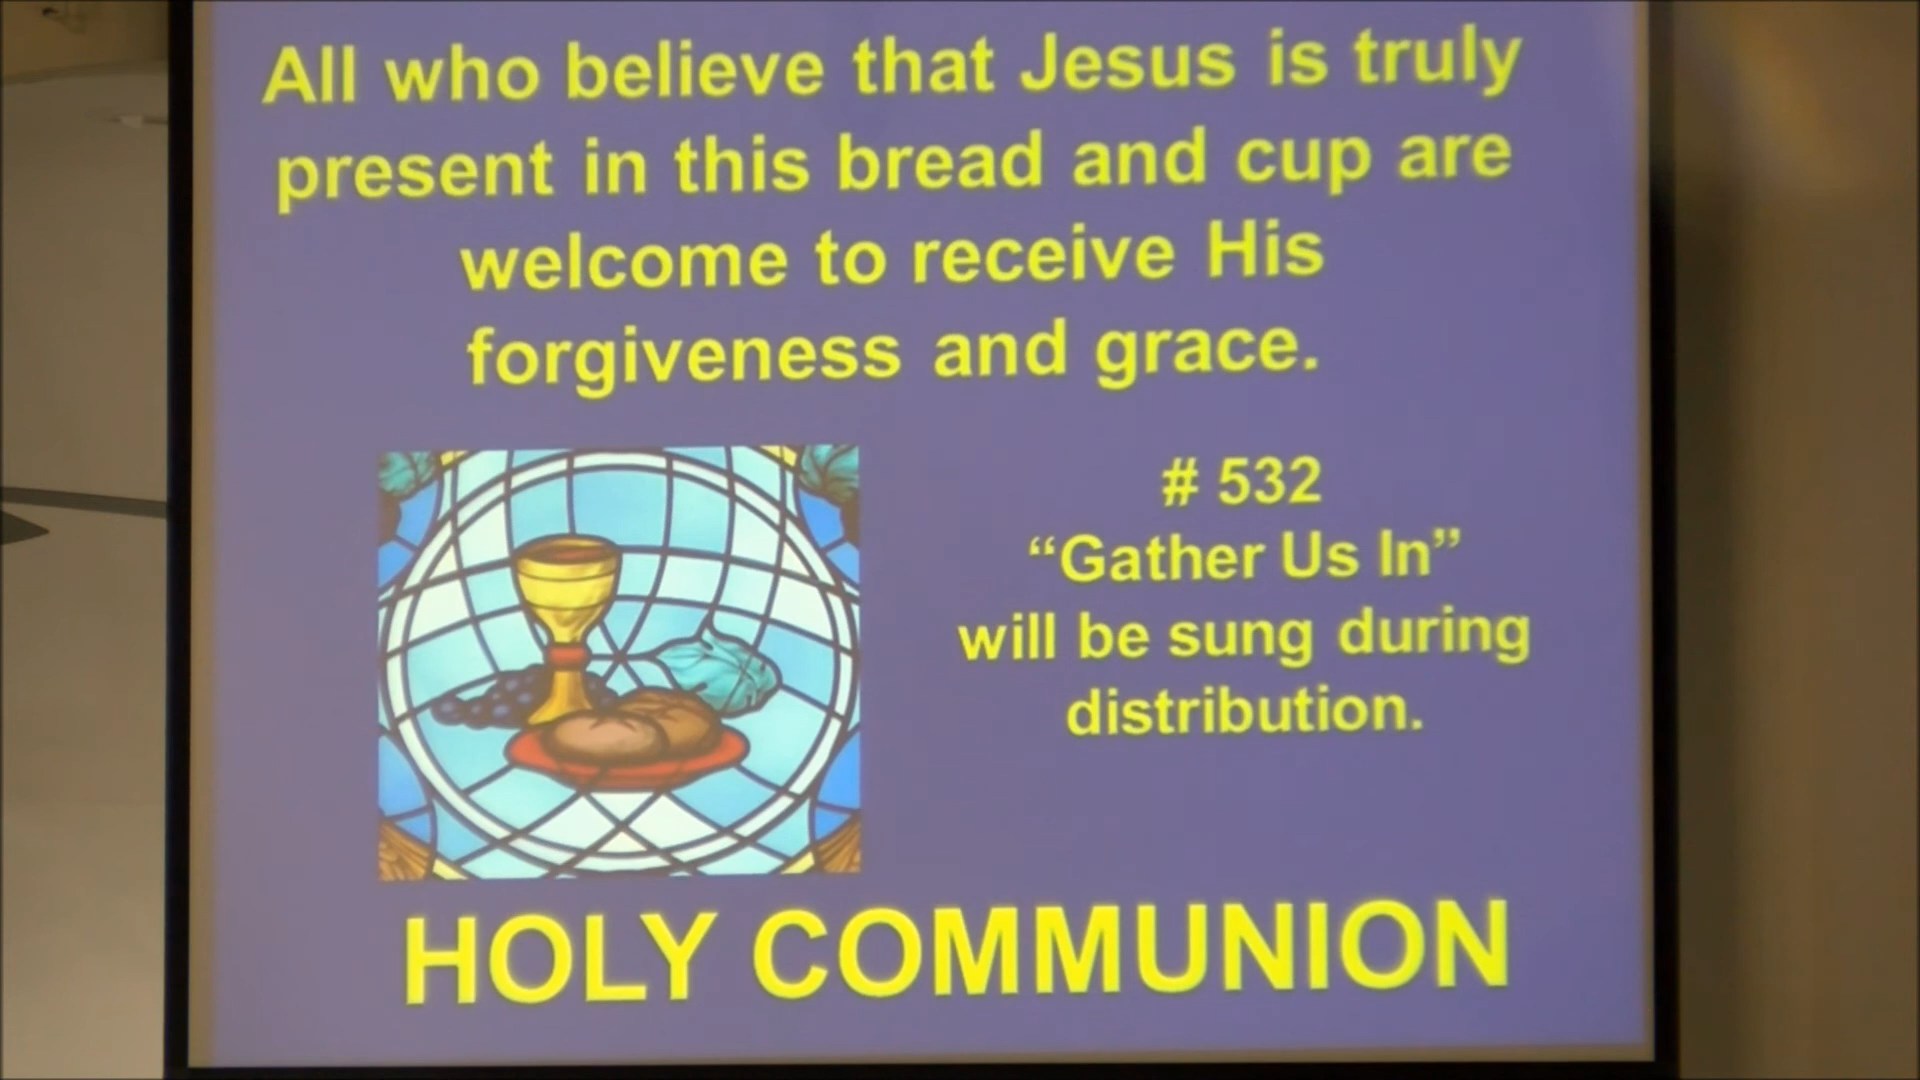 All who believe that Jesus is truly
present in this bread and cup are
welcome to receive His
forgiveness and grace.
# 532
“Gather Us In”
will be sung during
distribution.
HOLY COMMUNION